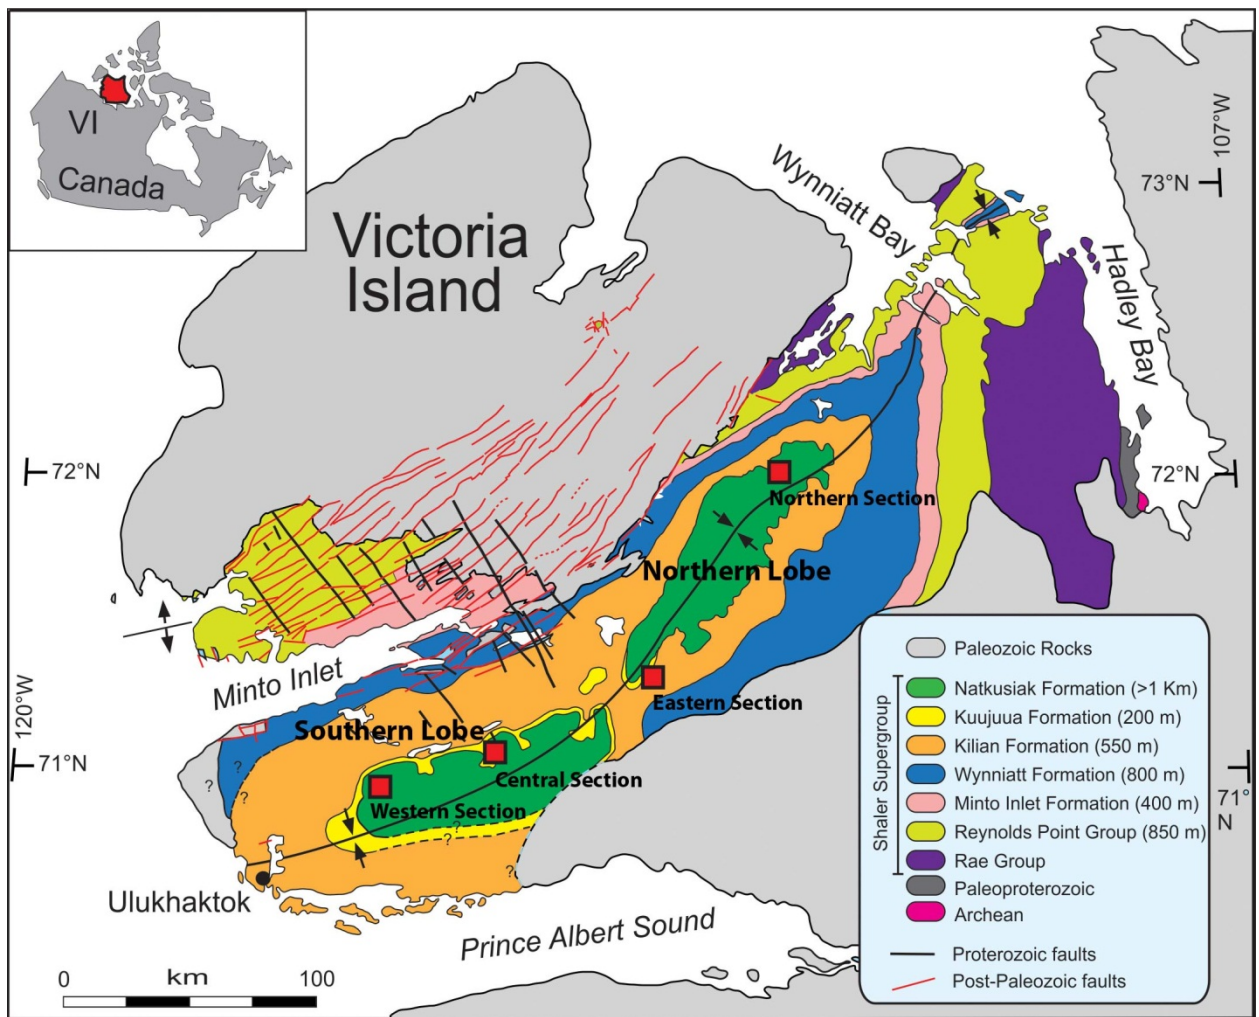 VI
Canada
Victoria
Island
Wynniatt Bay
Hadley Bay
107°W
73°N
72°N
72°N
Northern Section
Northern Lobe
Minto Inlet
Eastern Section
Southern Lobe
Central Section
Western Section
120°W
71°N
71°
N
?
?
?
?
?
?
Ulukhaktok
Prince Albert Sound
0 km 100
Paleozoic Rocks
Shaler Supergroup
Natkusiak Formation (>1 Km)
Kuujuua Formation (200 m)
Kilian Formation (550 m)
Wynniatt Formation (800 m)
Minto Inlet Formation (400 m)
Reynolds Point Group (850 m)
Rae Group
Paleoproterozoic
Archean
Proterozoic faults
Post-Paleozoic faults